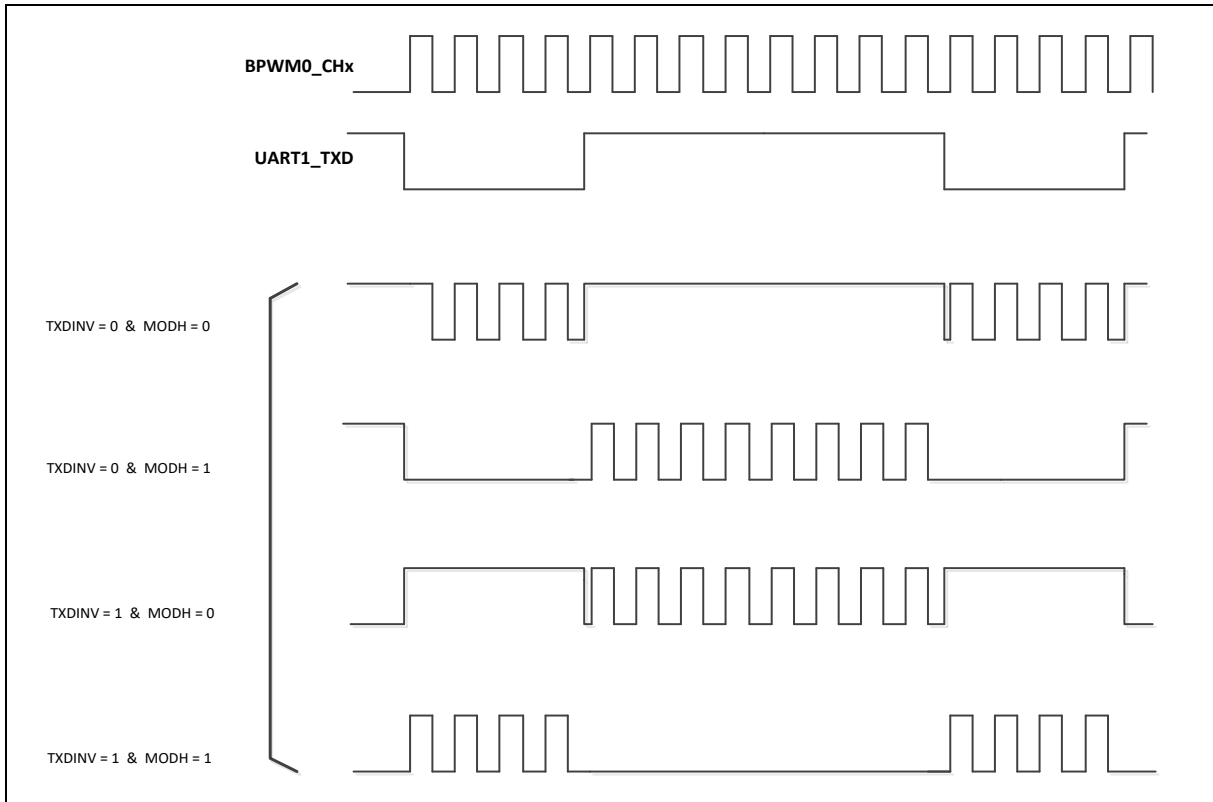 BPWM0_CHx
UART1_TXD
TXDINV = 0 & MODH = 0
TXDINV = 0 & MODH = 1
TXDINV = 1 & MODH = 0
TXDINV = 1 & MODH = 1